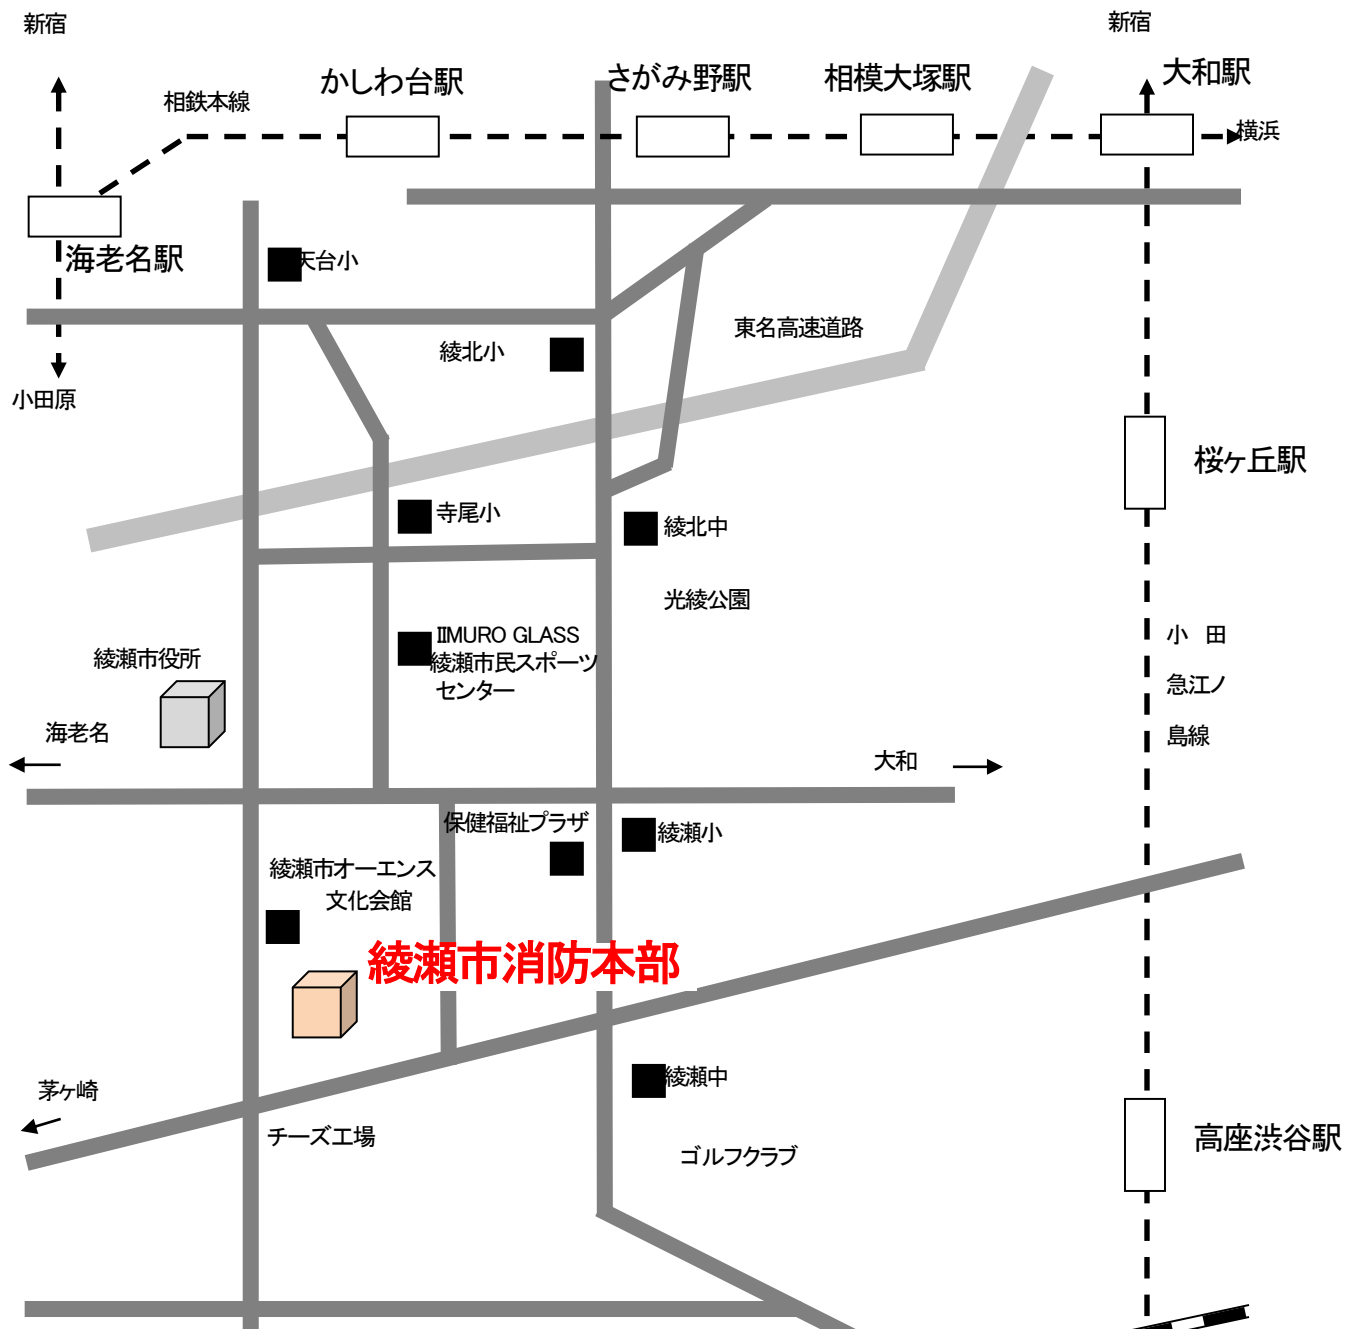 新宿
新宿
かしわ台駅
さがみ野駅
相模大塚駅
大和駅
相鉄本線
横浜
海老名駅
天台小
東名高速道路
綾北小
小田原
桜ヶ丘駅
寺尾小
綾北中
光綾公園
IIMURO GLASS
綾瀬市民スポーツ
センター
小 田
急江ノ
島線
綾瀬市役所
海老名
大和
保健福祉プラザ
綾瀬小
綾瀬市オーエンス
文化会館
綾瀬市消防本部
茅ヶ崎
綾瀬中
チーズ工場
ゴルフクラブ
高座渋谷駅